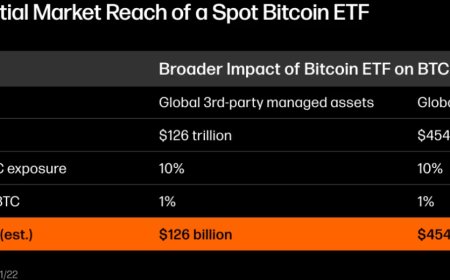 tial Market Reach of a Spot Bitcoin ETF
Broader Impact of Bitcoin ETF on BTC
Global 3rd-party managed assets Globa
$126 trillion $454
C exposure 10% 10%
BTC 1% 1%
(est.) $126 billion $454
1/22